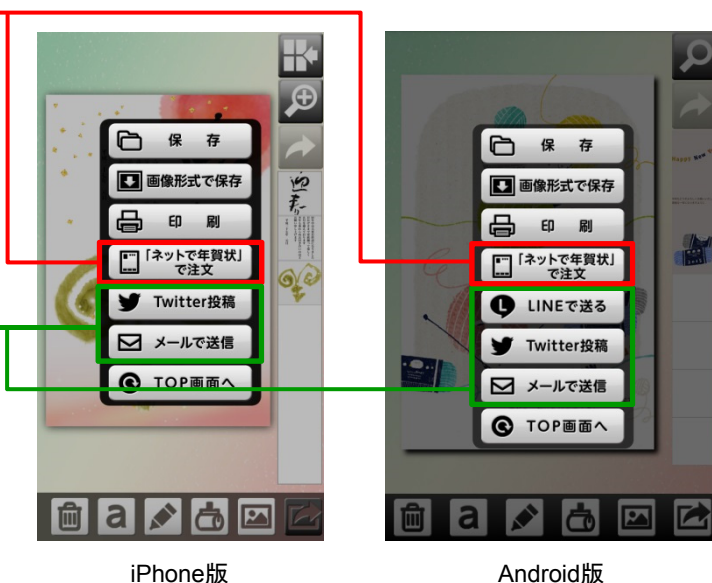 保　存
画像形式で保存
印　刷
「ネットで年賀状」
で注文
Twitter投稿
メールで送信
TOP画面へ
迎春
a
iPhone版
保　存
画像形式で保存
印　刷
「ネットで年賀状」
で注文
LINEで送る
Twitter投稿
メールで送信
TOP画面へ
a
Android版